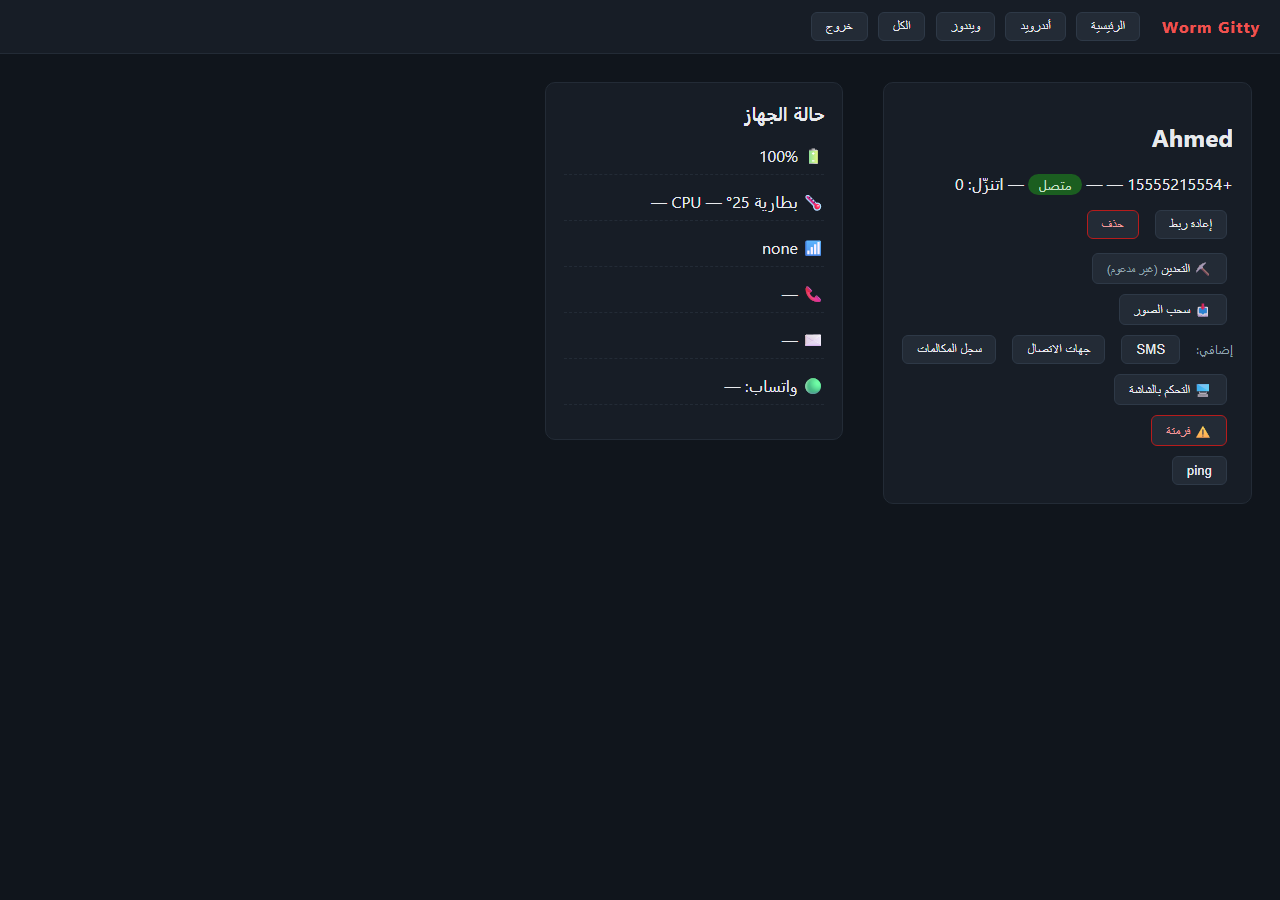 Worm Gitty الرئيسية أندرويد ويندوز الكل خروج
Ahmed
+15555215554 — — متصل — اتنزّل: 0
إعادة ربط حذف
التعدين (غير مدعوم)
سحب الصور
إضافي: SMS جهات الاتصال سجل المكالمات
التحكم بالشاشة
فرمتة
ping
حالة الجهاز
100%
بطارية 25° — CPU —
none
—
—
واتساب: —